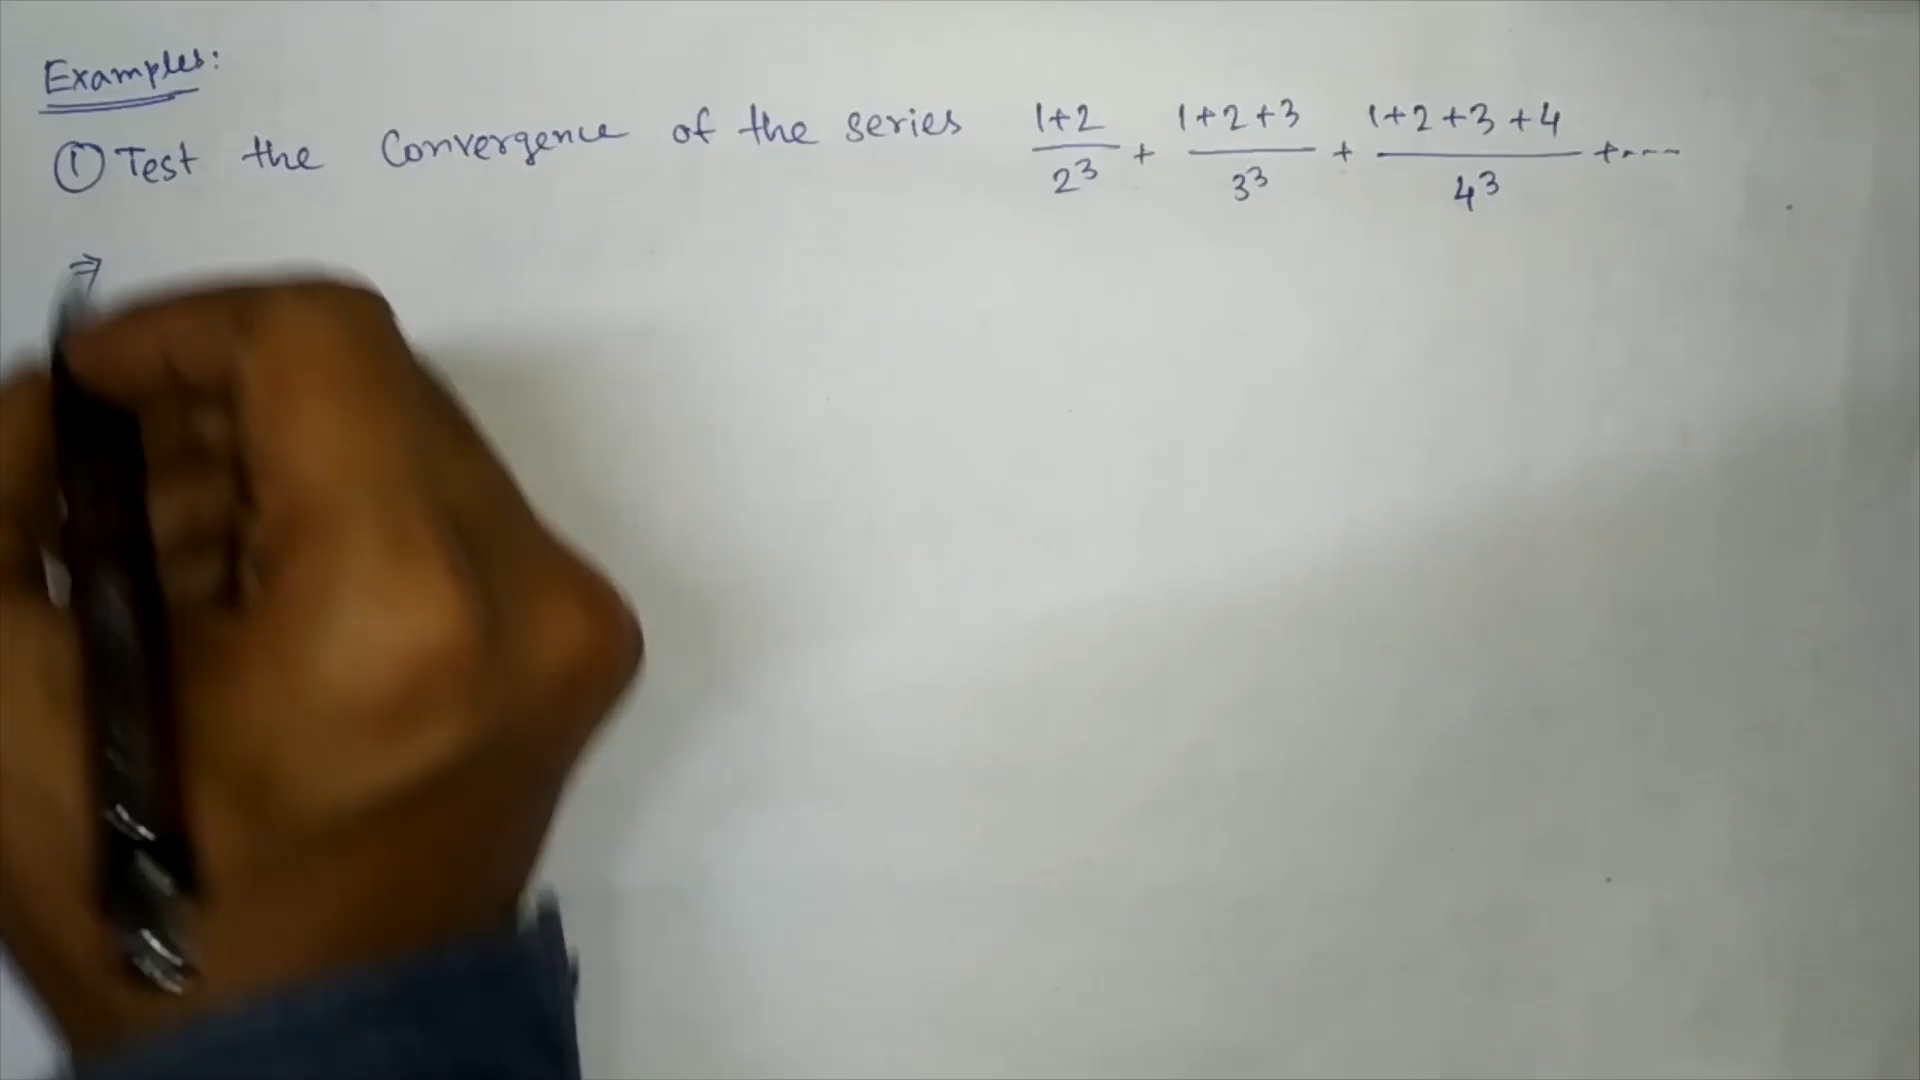 Examples:
① Test the Convergence of the series (1+2)/2³ + (1+2+3)/3³ + (1+2+3+4)/4³ + ----
⇒